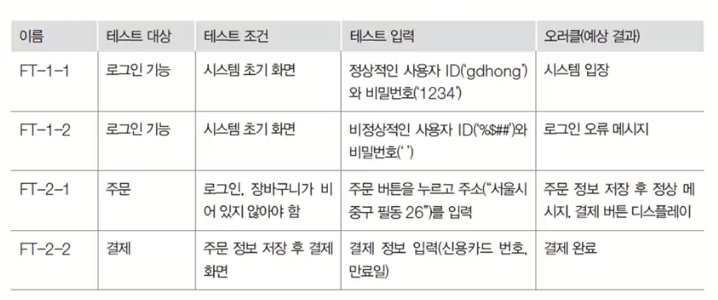 이름 테스트 대상 테스트 조건 테스트 입력 오러클(예상 결과)
FT-1-1 로그인 기능 시스템 초기 화면 정상적인 사용자 ID('gdhong')
와 비밀번호('1234') 시스템 입장
FT-1-2 로그인 기능 시스템 초기 화면 비정상적인 사용자 ID('%$##')와
비밀번호(' ') 로그인 오류 메시지
FT-2-1 주문 로그인, 장바구니가 비
어 있지 않아야 함 주문 버튼을 누르고 주소("서울시
중구 필동 26")를 입력 주문 정보 저장 후 정상 메
시지, 결제 버튼 디스플레이
FT-2-2 결제 주문 정보 저장 후 결제
화면 결제 정보 입력(신용카드 번호,
만료일) 결제 완료